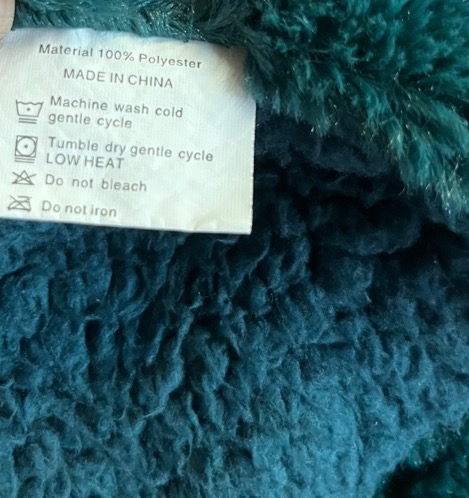 Material 100% Polyester
MADE IN CHINA
Machine wash cold
gentle cycle
Tumble dry gentle cycle
LOW HEAT
Do not bleach
Do not iron